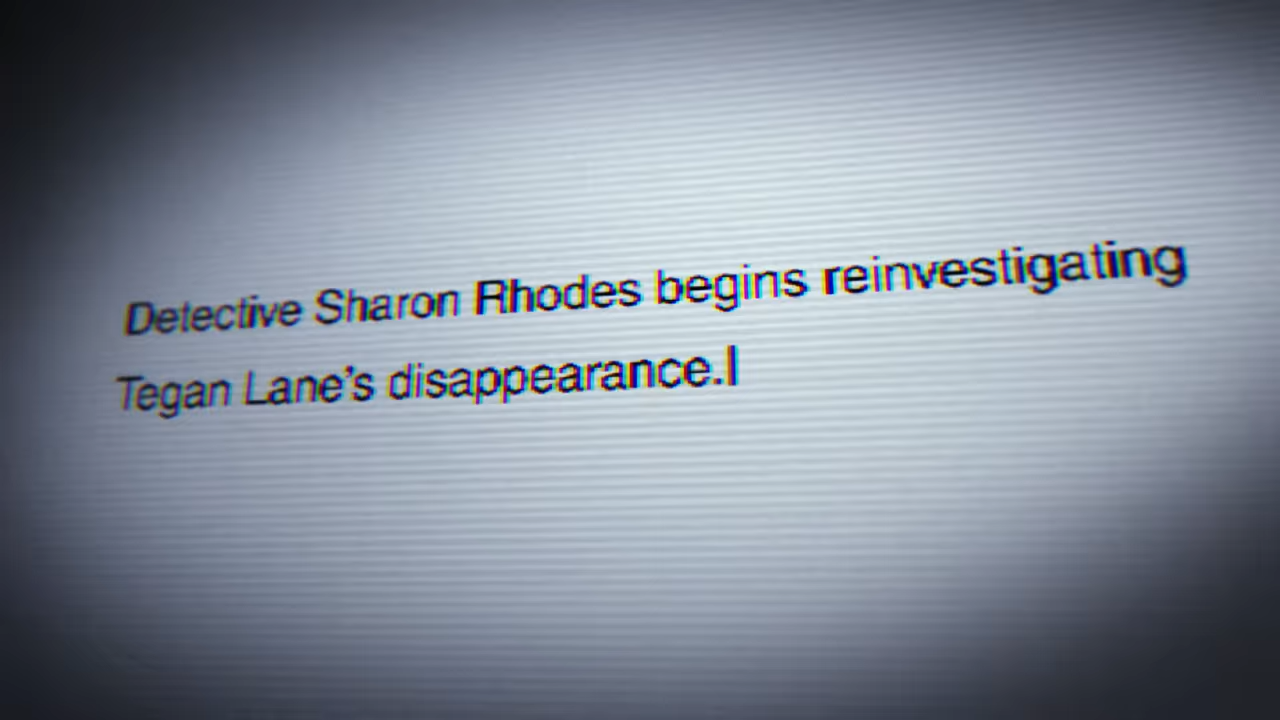 Detective Sharon Rhodes begins reinvestigating
Tegan Lane’s disappearance.